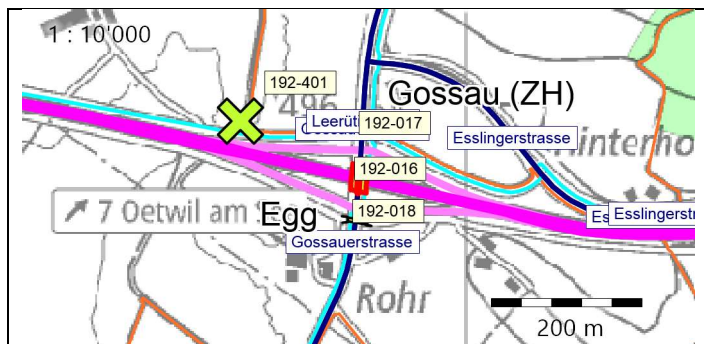 1 : 10'000
192-401
496
Gossau (ZH)
Leerüti
192-017
Esslingerstrasse
192-016
7 Oetwil am
Egg
192-018
Esslingerstr
Gossauerstrasse
Rohr
200 m